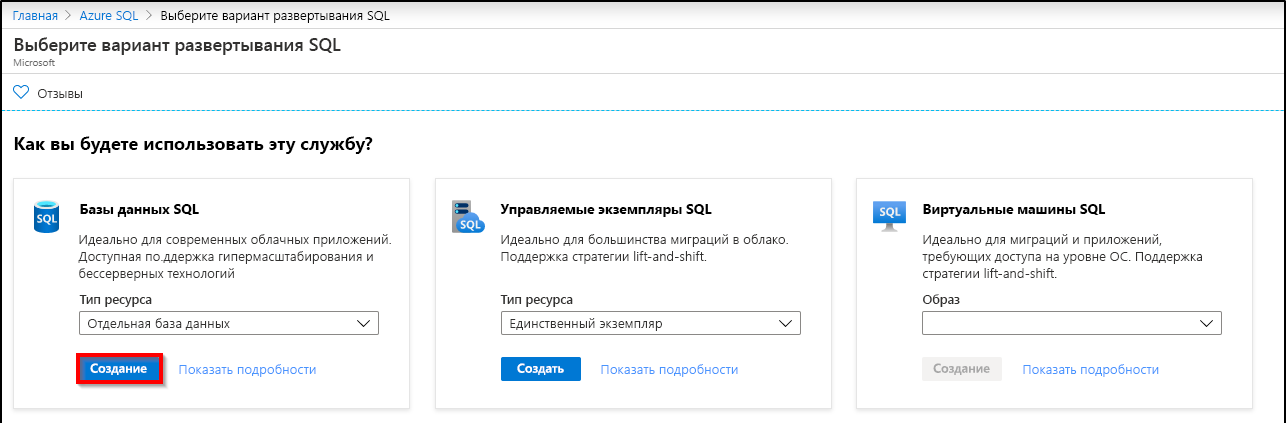 Главная > Azure SQL > Выберите вариант развертывания SQL
Выберите вариант развертывания SQL
Microsoft
Отзывы
Как вы будете использовать эту службу?
SQL
Базы данных SQL
Идеально для современных облачных приложений.
Доступная по.ддержка гипермасштабирования и
бессерверных технологий
Тип ресурса
Отдельная база данных
Создание
Показать подробности
SQL
Управляемые экземпляры SQL
Идеально для большинства миграций в облако.
Поддержка стратегии lift-and-shift.
Тип ресурса
Единственный экземпляр
Создать
Показать подробности
SQL
Виртуальные машины SQL
Идеально для миграций и приложений,
требующих доступа на уровне ОС. Поддержка
стратегии lift-and-shift.
Образ
Создание
Показать подробности